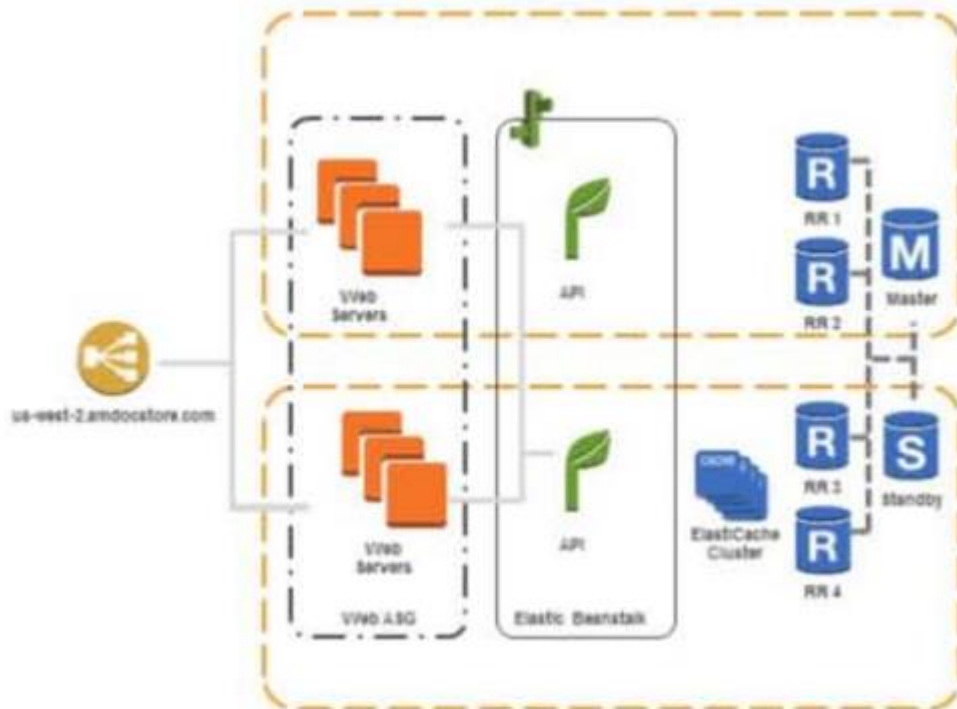 R
RR 1
R
RR 2
M
Master
Web
Servers
API
us-west-2.amdocstore.com
Web
Servers
API
CACHE
ElastiCache
Cluster
R
RR 3
R
RR 4
S
Standby
Web ASG
Elastic Beanstalk